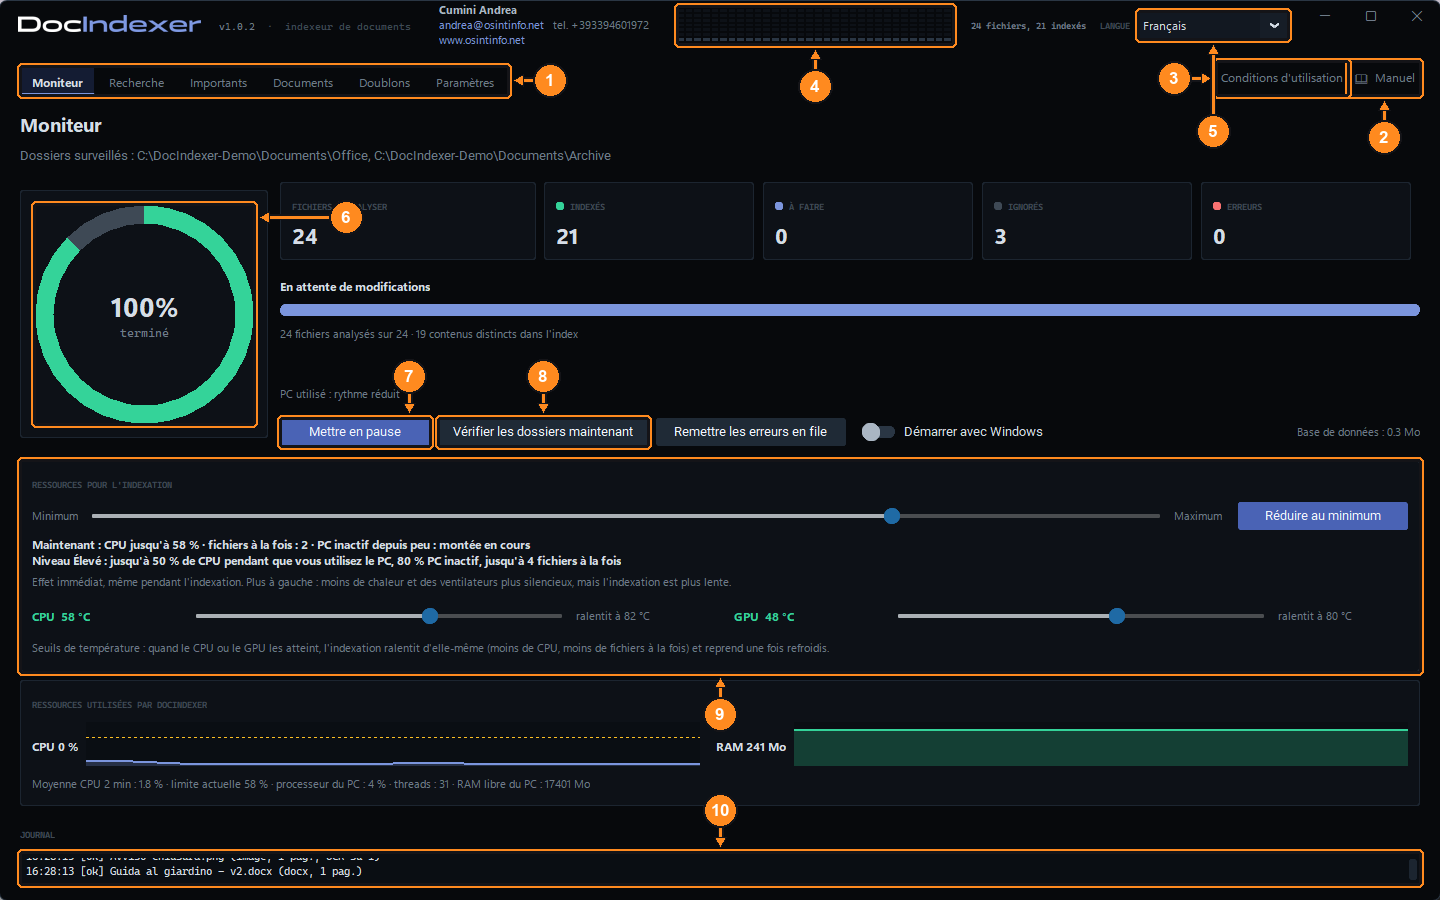 DocIndexer v1.0.2 · indexeur de documents
Cumini Andrea
andrea@osintinfo.net tel. +393394601972
www.osintinfo.net
24 fichiers, 21 indexés
LANGUE
Français
Moniteur Recherche Importants Documents Doublons Paramètres
1
4
3
5
2
Conditions d'utilisation
Manuel
Moniteur
Dossiers surveillés : C:\DocIndexer-Demo\Documents\Office, C:\DocIndexer-Demo\Documents\Archive
6
100%
terminé
FICHIERS
LYSER
24
INDEXÉS
21
À FAIRE
0
IGNORÉS
3
ERREURS
0
En attente de modifications
24 fichiers analysés sur 24 · 19 contenus distincts dans l'index
7
8
PC utilisé : rythme réduit
Mettre en pause
Vérifier les dossiers maintenant
Remettre les erreurs en file
Démarrer avec Windows
Base de données : 0.3 Mo
RESSOURCES POUR L'INDEXATION
Minimum
Maximum
Réduire au minimum
Maintenant : CPU jusqu'à 58 % · fichiers à la fois : 2 · PC inactif depuis peu : montée en cours
Niveau Élevé : jusqu'à 50 % de CPU pendant que vous utilisez le PC, 80 % PC inactif, jusqu'à 4 fichiers à la fois
Effet immédiat, même pendant l'indexation. Plus à gauche : moins de chaleur et des ventilateurs plus silencieux, mais l'indexation est plus lente.
CPU 58 °C
ralentit à 82 °C
GPU 48 °C
ralentit à 80 °C
Seuils de température : quand le CPU ou le GPU les atteint, l'indexation ralentit d'elle-même (moins de CPU, moins de fichiers à la fois) et reprend une fois refroidis.
9
RESSOURCES UTILISÉES PAR DOCINDEXER
CPU 0 %
RAM 241 Mo
Moyenne CPU 2 min : 1.8 % · limite actuelle 58 % · processeur du PC : 4 % · threads : 31 · RAM libre du PC : 17401 Mo
10
JOURNAL
16:28:13 [ok] Guida al giardino - v2.docx (docx, 1 pag.)